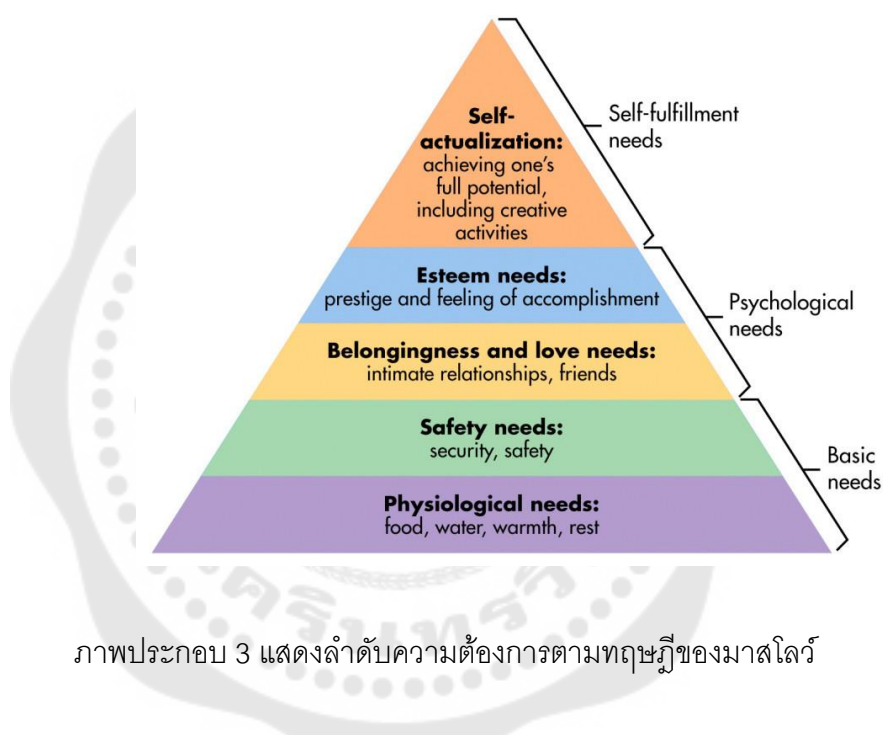 Self-
actualization:
achieving one's
full potential,
including creative
activities
Self-fulfillment
needs
Esteem needs:
prestige and feeling of accomplishment
Psychological
needs
Belongingness and love needs:
intimate relationships, friends
Safety needs:
security, safety
Basic
needs
Physiological needs:
food, water, warmth, rest
ภาพประกอบ 3 แสดงลำดับความต้องการตามทฤษฎีของมาสโลว์